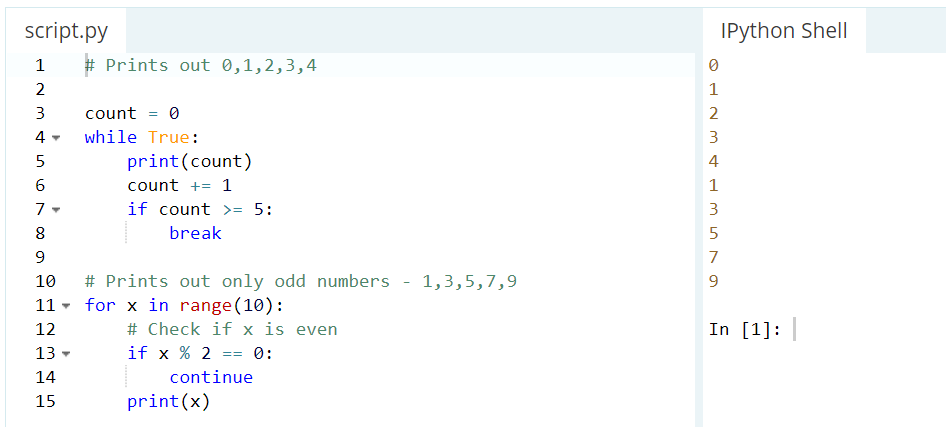 script.py
1 # Prints out 0,1,2,3,4
2
3 count = 0
4 while True:
5     print(count)
6     count += 1
7     if count >= 5:
8         break
9
10 # Prints out only odd numbers - 1,3,5,7,9
11 for x in range(10):
12     # Check if x is even
13     if x % 2 == 0:
14         continue
15     print(x)
IPython Shell
0
1
2
3
4
1
3
5
7
9
In [1]: